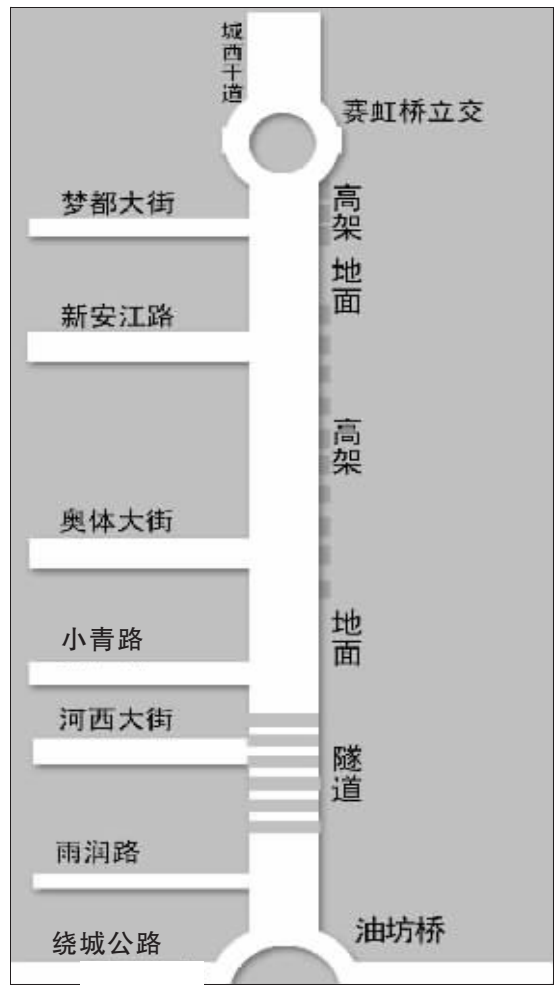 城西干道
赛虹桥立交
梦都大街
高架
地面
新安江路
高架
奥体大街
地面
小青路
河西大街
隧道
雨润路
油坊桥
绕城公路